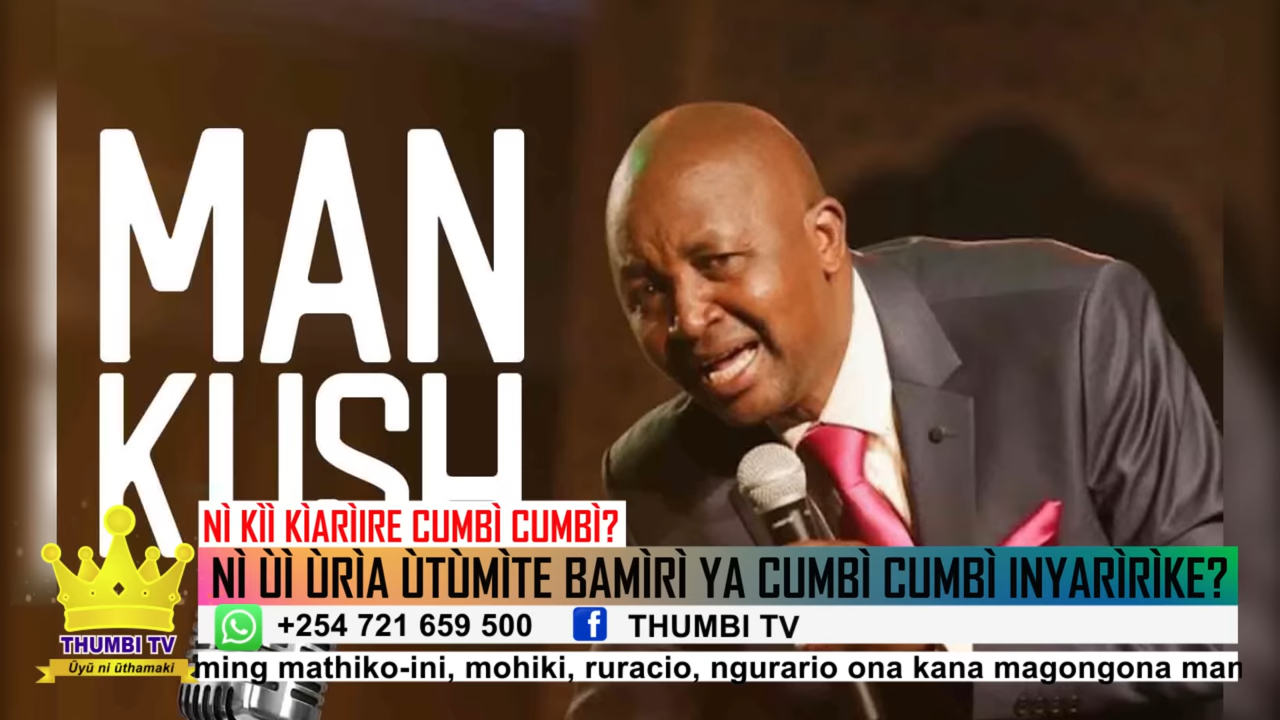 MAN
KUSH
NÌ KÌÌ KÌARÌIRE CUMBÌ CUMBÌ?
NÌ ÙÌ ÙRÌA ÙTÙMÌTE BAMÌRÌ YA CUMBÌ CUMBÌ INYARÌRÌKE?
+254 721 659 500 THUMBI TV
THUMBI TV
Ũyũ ni ũthamaki
ming mathiko-ini, mohiki, ruracio, ngurario ona kana magongona man